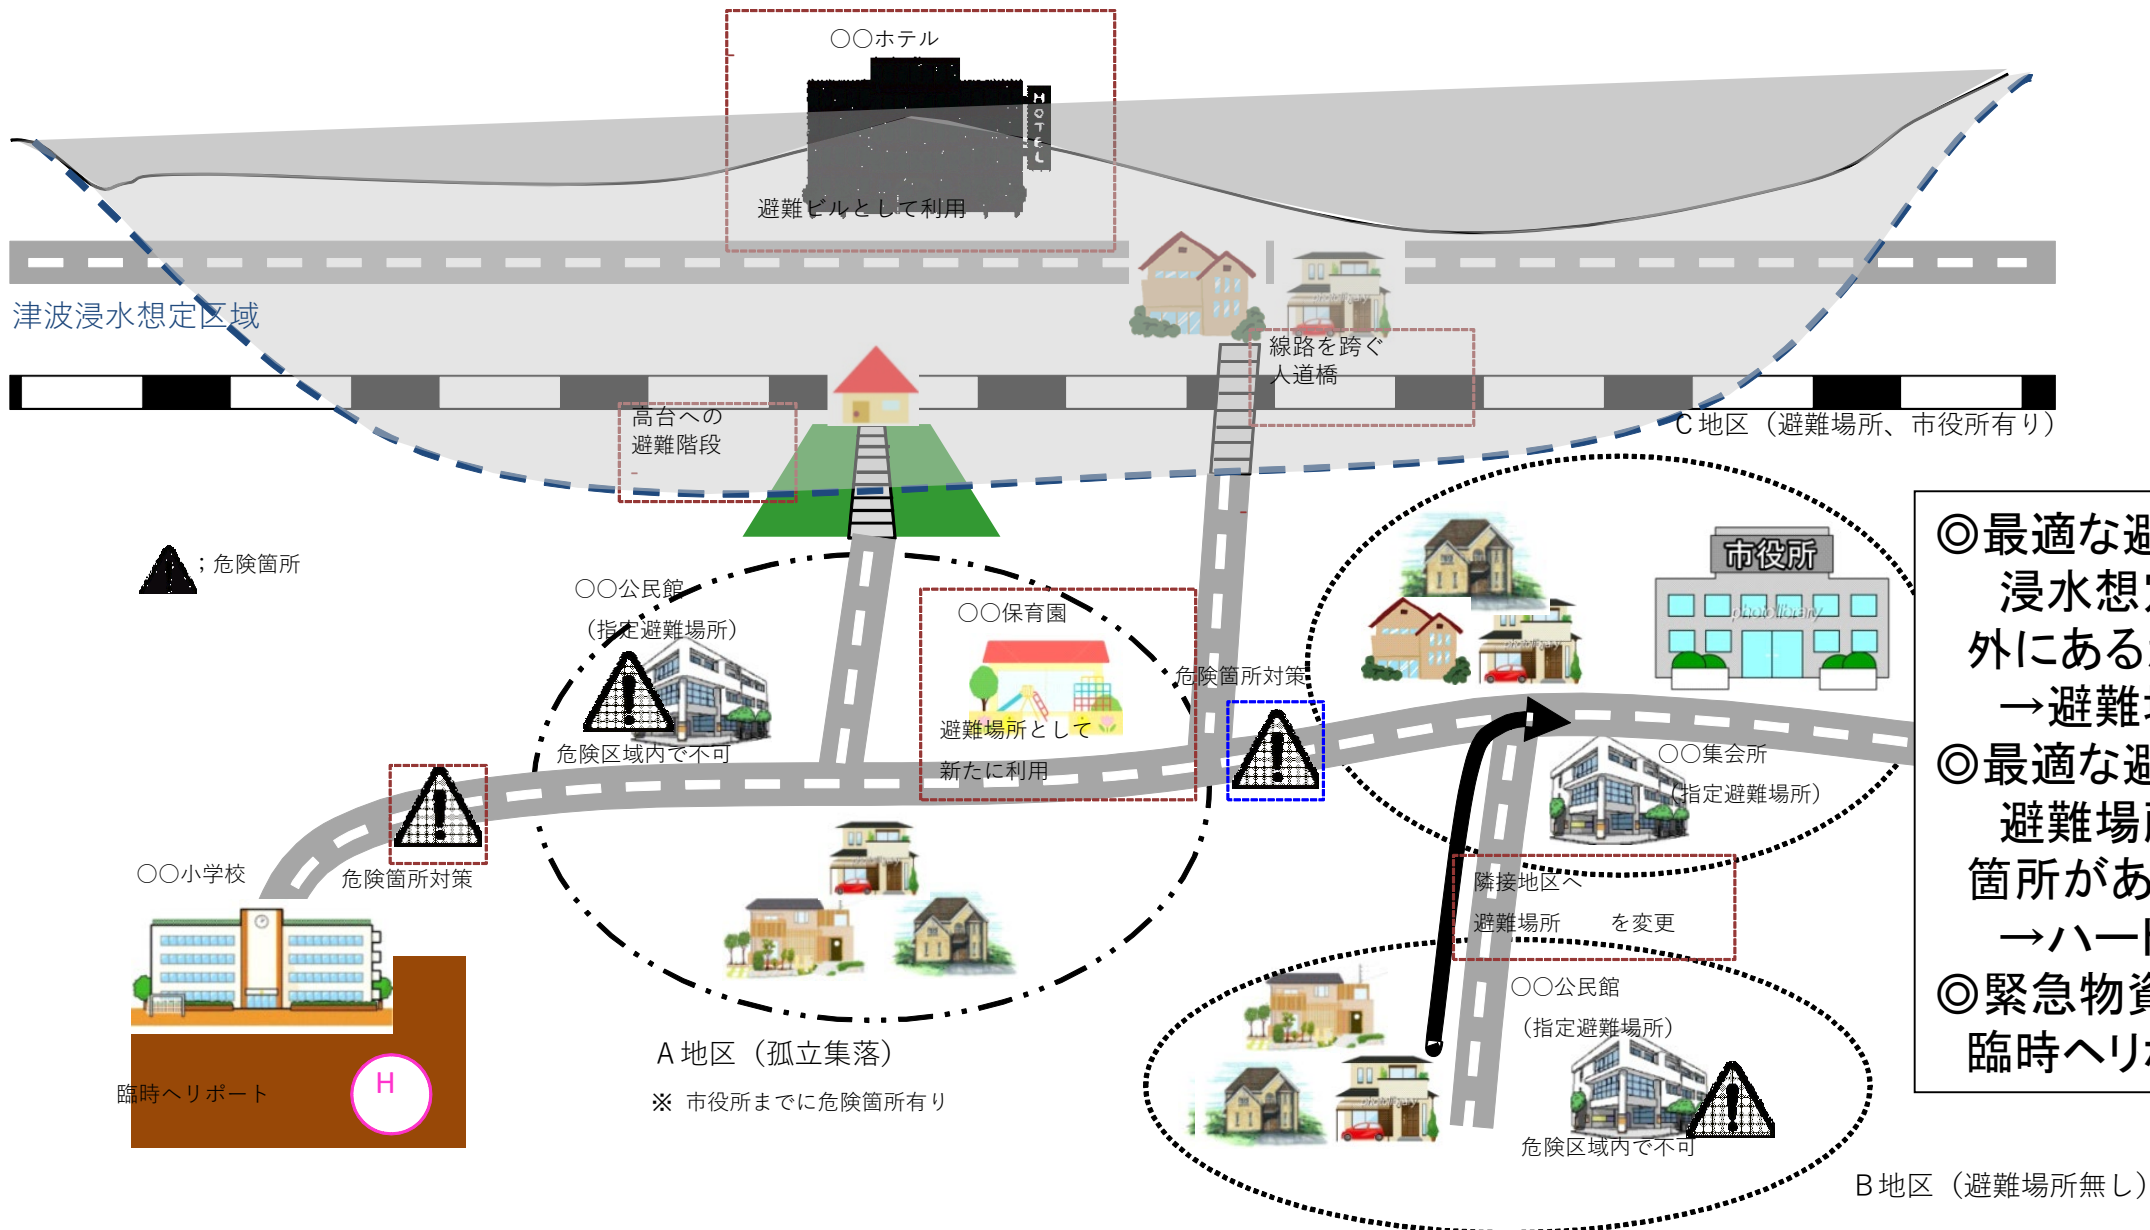 ○○ホテル
HOTEL
避難ビルとして利用
津波浸水想定区域
線路を跨ぐ
人道橋
高台への
避難階段
C地区（避難場所、市役所有り）
；危険箇所
○○公民館
（指定避難場所）
危険区域内で不可
○○保育園
避難場所として
新たに利用
危険箇所対策
市役所
photolibrary
○○集会所
（指定避難場所）
○○小学校
危険箇所対策
隣接地区へ
避難場所　を変更
○○公民館
（指定避難場所）
危険区域内で不可
A地区（孤立集落）
※ 市役所までに危険箇所有り
臨時ヘリポート
H
B地区（避難場所無し）
◎最適な避
浸水想定
外にある
→避難場
◎最適な避
避難場所
箇所があ
→ハード
◎緊急物資
臨時ヘリポ